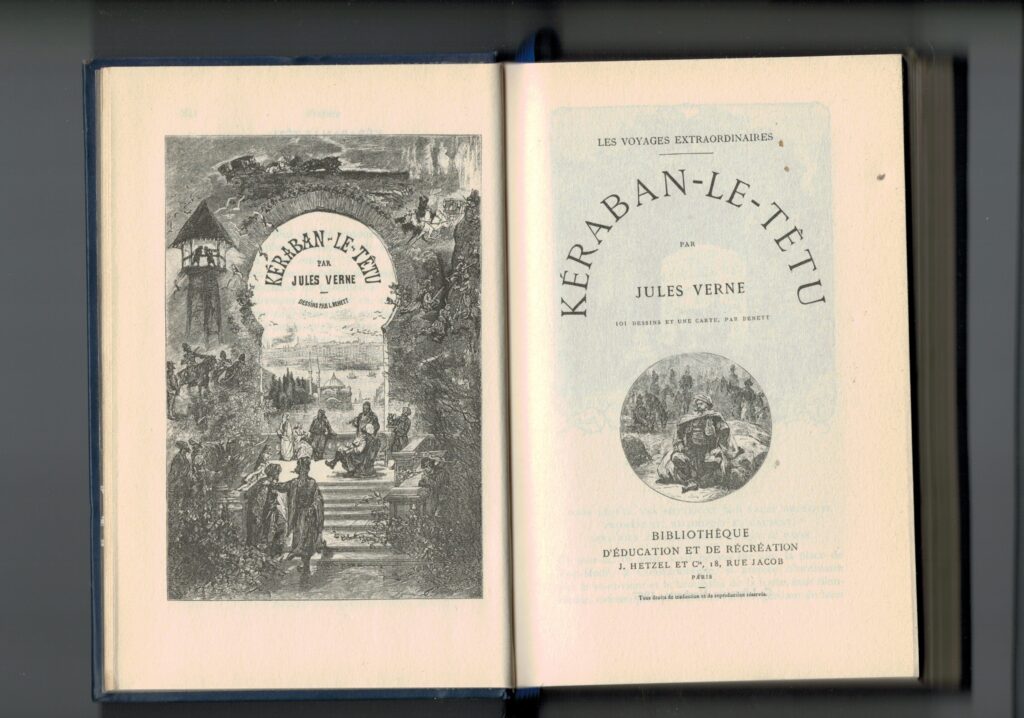 KÉRABAN-LE-TÊTU
PAR
JULES VERNE
DESSINS PAR L. BENETT
LES VOYAGES EXTRAORDINAIRES
KÉRABAN-LE-TÊTU
PAR
JULES VERNE
101 DESSINS ET UNE CARTE, PAR BENETT
BIBLIOTHÈQUE
D'ÉDUCATION ET DE RÉCRÉATION
J. HETZEL ET Cie, 18, RUE JACOB
PARIS
Tous droits de traduction et de reproduction réservés.